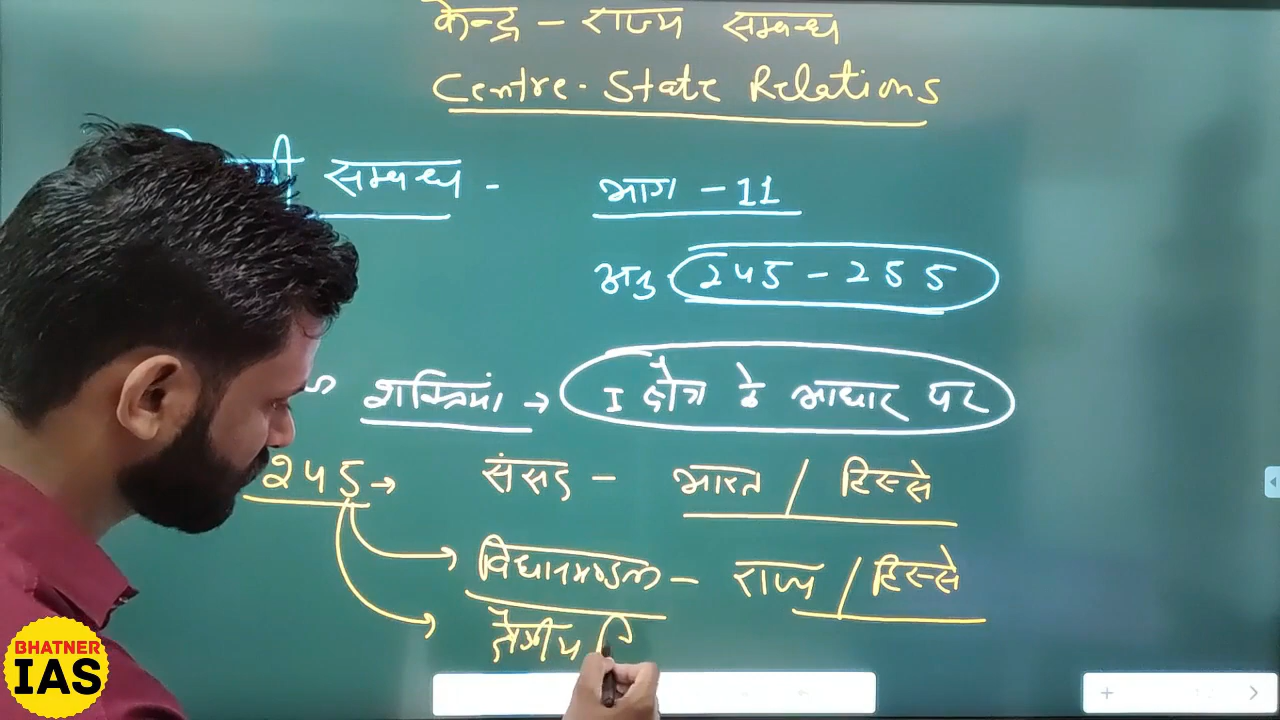 केन्द्र - राज्य सम्बन्ध
Centre-State Relations
सम्बन्ध - भाग - 11
अनु. 245 - 255
शक्तियां → I क्षेत्र के आधार पर
245 → संसद - भारत / हिस्से
विधानमण्डल - राज्य / हिस्से
क्षेत्रीय
BHATNER
IAS